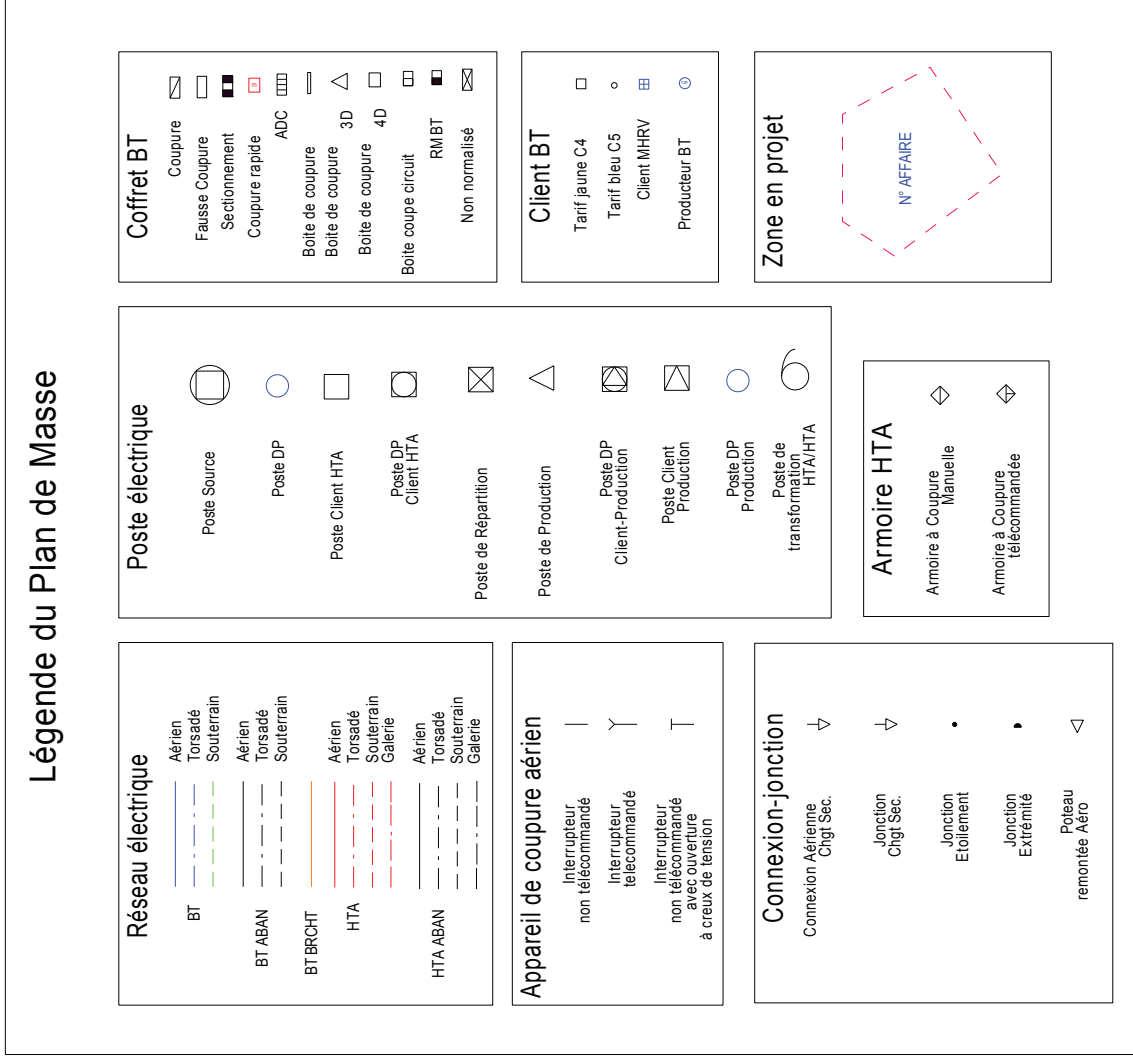 Légende du Plan de Masse
Réseau électrique
BT
Aérien
Torsadé
Souterrain
BT ABAN
Aérien
Torsadé
Souterrain
BT BRCHT
HTA
Aérien
Torsadé
Souterrain
Galerie
HTA ABAN
Aérien
Torsadé
Souterrain
Galerie
Appareil de coupure aérien
Interrupteur
non télécommandé
Interrupteur
telecommandé
Interrupteur
non télécommandé
avec ouverture
à creux de tension
Connexion-jonction
Connexion Aérienne
Chgt Sec.
Jonction
Chgt Sec.
Jonction
Etoilement
Jonction
Extrémité
Poteau
remontée Aéro
Poste électrique
Poste Source
Poste DP
Poste Client HTA
Poste DP
Client HTA
Poste de Répartition
Poste de Production
Poste DP
Client-Production
Poste Client
Production
Poste DP
Production
Poste de
transformation
HTA/HTA
Armoire HTA
Armoire à Coupure
Manuelle
Armoire à Coupure
télécommandée
Coffret BT
Coupure
Fausse Coupure
Sectionnement
Coupure rapide
ADC
Boite de coupure
Boite de coupure
3D
Boite de coupure
4D
Boite coupe circuit
RMBT
Non normalisé
Client BT
Tarif jaune C4
Tarif bleu C5
Client MHRV
Producteur BT
Zone en projet
N° AFFAIRE